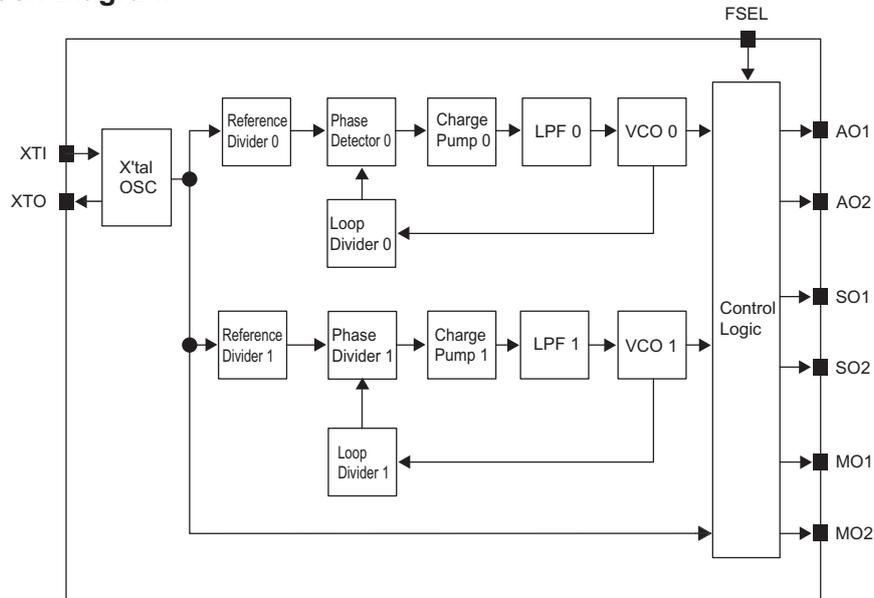 FSEL
Reference
Divider 0
Phase
Detector 0
Charge
Pump 0
LPF 0
VCO 0
AO1
XTI
X'tal
OSC
XTO
AO2
Loop
Divider 0
SO1
Control
Logic
Reference
Divider 1
Phase
Divider 1
Charge
Pump 1
LPF 1
VCO 1
SO2
Loop
Divider 1
MO1
MO2